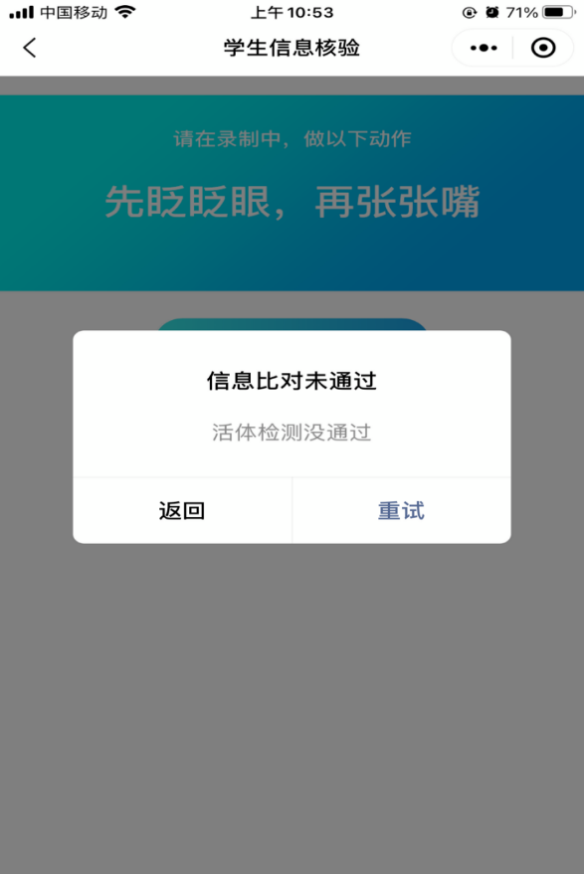 中国移动 上午10:53 71%
学生信息核验
请在录制中，做以下动作
先眨眨眼，再张张嘴
信息比对未通过
活体检测没通过
返回 重试